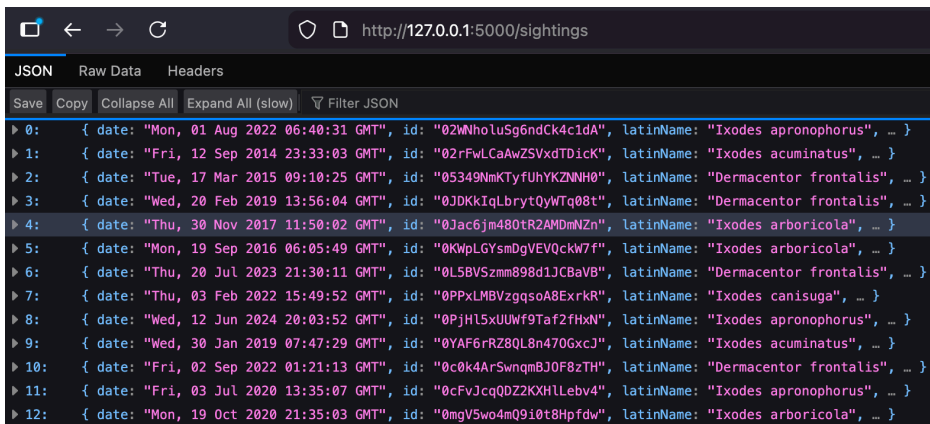 http://127.0.0.1:5000/sightings
JSON Raw Data Headers
Save Copy Collapse All Expand All (slow) Filter JSON
0: { date: "Mon, 01 Aug 2022 06:40:31 GMT", id: "02WNholuSg6ndCk4c1dA", latinName: "Ixodes apronophorus", … }
1: { date: "Fri, 12 Sep 2014 23:33:03 GMT", id: "02rFwLCaAwZSVxdTDicK", latinName: "Ixodes acuminatus", … }
2: { date: "Tue, 17 Mar 2015 09:10:25 GMT", id: "05349NmKTyfUhYKZNNH0", latinName: "Dermacentor frontalis", … }
3: { date: "Wed, 20 Feb 2019 13:56:04 GMT", id: "0JDKkIqLbrytQyWTq08t", latinName: "Dermacentor frontalis", … }
4: { date: "Thu, 30 Nov 2017 11:50:02 GMT", id: "0Jac6jm48OtR2AMDmNZn", latinName: "Ixodes arboricola", … }
5: { date: "Mon, 19 Sep 2016 06:05:49 GMT", id: "0KWpLGYsmDgVEVQckW7f", latinName: "Ixodes arboricola", … }
6: { date: "Thu, 20 Jul 2023 21:30:11 GMT", id: "0L5BVSzmm898d1JCBaVB", latinName: "Dermacentor frontalis", … }
7: { date: "Thu, 03 Feb 2022 15:49:52 GMT", id: "0PPxLMBVzgqsoA8ExrkR", latinName: "Ixodes canisuga", … }
8: { date: "Wed, 12 Jun 2024 20:03:52 GMT", id: "0PjHl5xUUWf9Taf2fHxN", latinName: "Ixodes apronophorus", … }
9: { date: "Wed, 30 Jan 2019 07:47:29 GMT", id: "0YAF6rRZ8QL8n47OGxcJ", latinName: "Ixodes acuminatus", … }
10: { date: "Fri, 02 Sep 2022 01:21:13 GMT", id: "0c0k4ArSwnqmBJOF8zTH", latinName: "Dermacentor frontalis", … }
11: { date: "Fri, 03 Jul 2020 13:35:07 GMT", id: "0cFvJcqQDZ2KXHlLebv4", latinName: "Ixodes apronophorus", … }
12: { date: "Mon, 19 Oct 2020 21:35:03 GMT", id: "0mgV5wo4mQ9i0t8Hpfdw", latinName: "Ixodes arboricola", … }